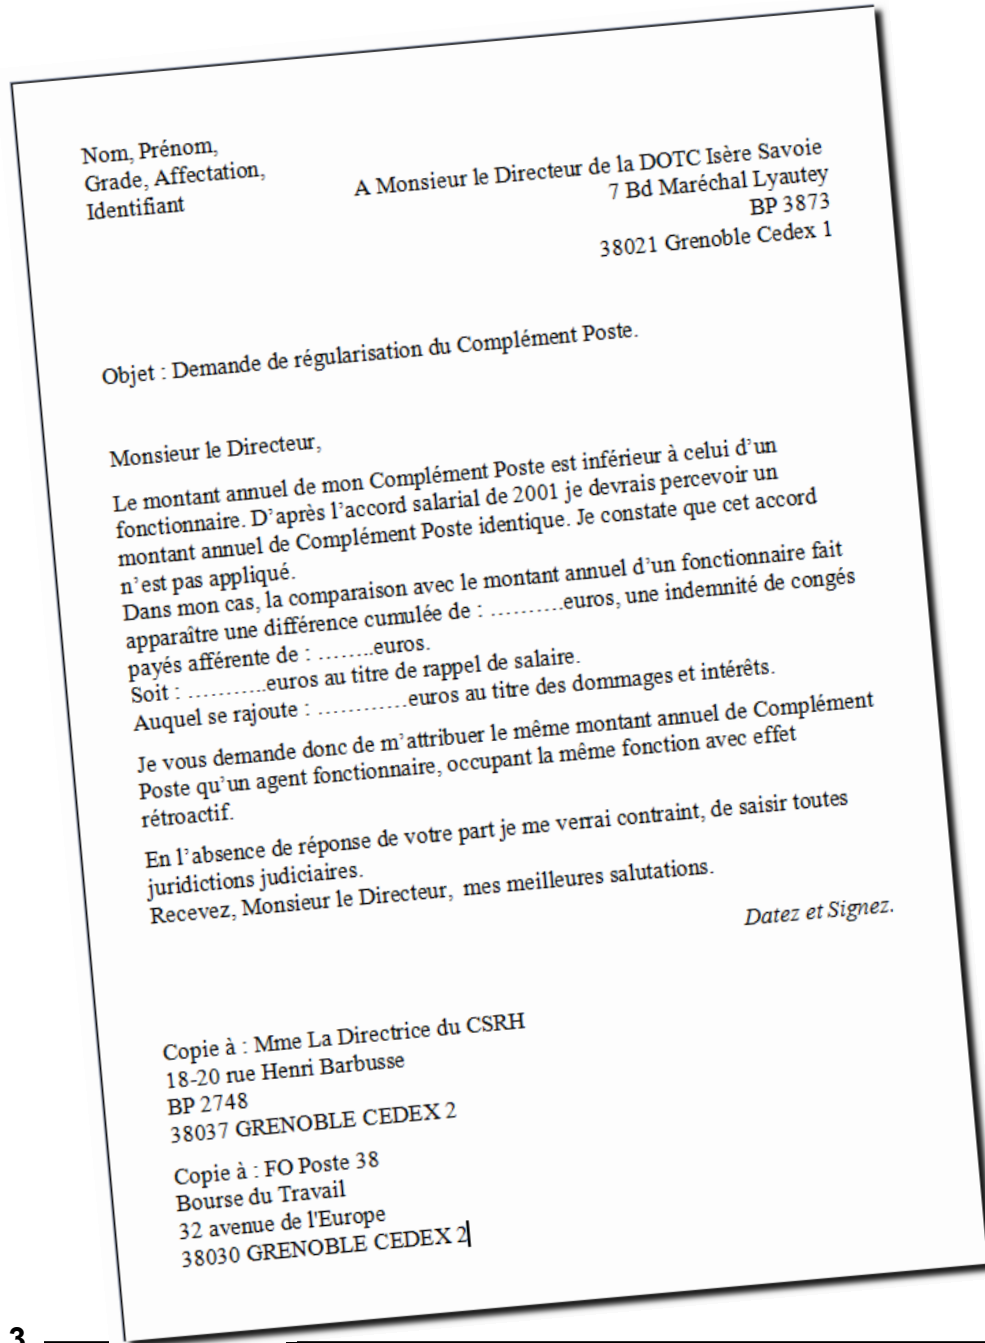 Nom, Prénom,
Grade, Affectation,
Identifiant
A Monsieur le Directeur de la DOTC Isère Savoie
7 Bd Maréchal Lyautey
BP 3873
38021 Grenoble Cedex 1
Objet : Demande de régularisation du Complément Poste.
Monsieur le Directeur,
Le montant annuel de mon Complément Poste est inférieur à celui d’un
fonctionnaire. D’après l’accord salarial de 2001 je devrais percevoir un
montant annuel de Complément Poste identique. Je constate que cet accord
n’est pas appliqué.
Dans mon cas, la comparaison avec le montant annuel d’un fonctionnaire fait
apparaître une différence cumulée de : ……….euros, une indemnité de congés
payés afférente de : ……..euros.
Soit : ………..euros au titre de rappel de salaire.
Auquel se rajoute : …………euros au titre des dommages et intérêts.
Je vous demande donc de m’attribuer le même montant annuel de Complément
Poste qu’un agent fonctionnaire, occupant la même fonction avec effet
rétroactif.
En l’absence de réponse de votre part je me verrai contraint, de saisir toutes
juridictions judiciaires.
Recevez, Monsieur le Directeur, mes meilleures salutations.
Datez et Signez.
Copie à : Mme La Directrice du CSRH
18-20 rue Henri Barbusse
BP 2748
38037 GRENOBLE CEDEX 2
Copie à : FO Poste 38
Bourse du Travail
32 avenue de l'Europe
38030 GRENOBLE CEDEX 2
3